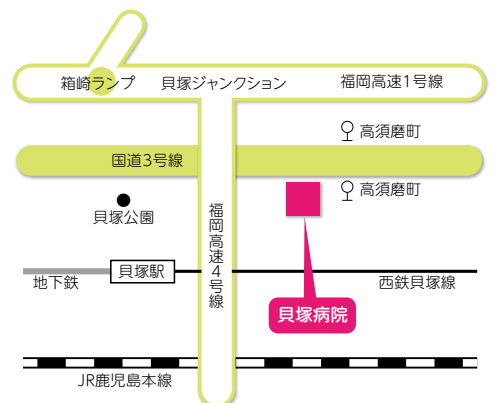 箱崎ランプ
貝塚ジャンクション
福岡高速1号線
高須磨町
国道3号線
高須磨町
貝塚公園
福岡高速4号線
地下鉄
貝塚駅
西鉄貝塚線
貝塚病院
JR鹿児島本線